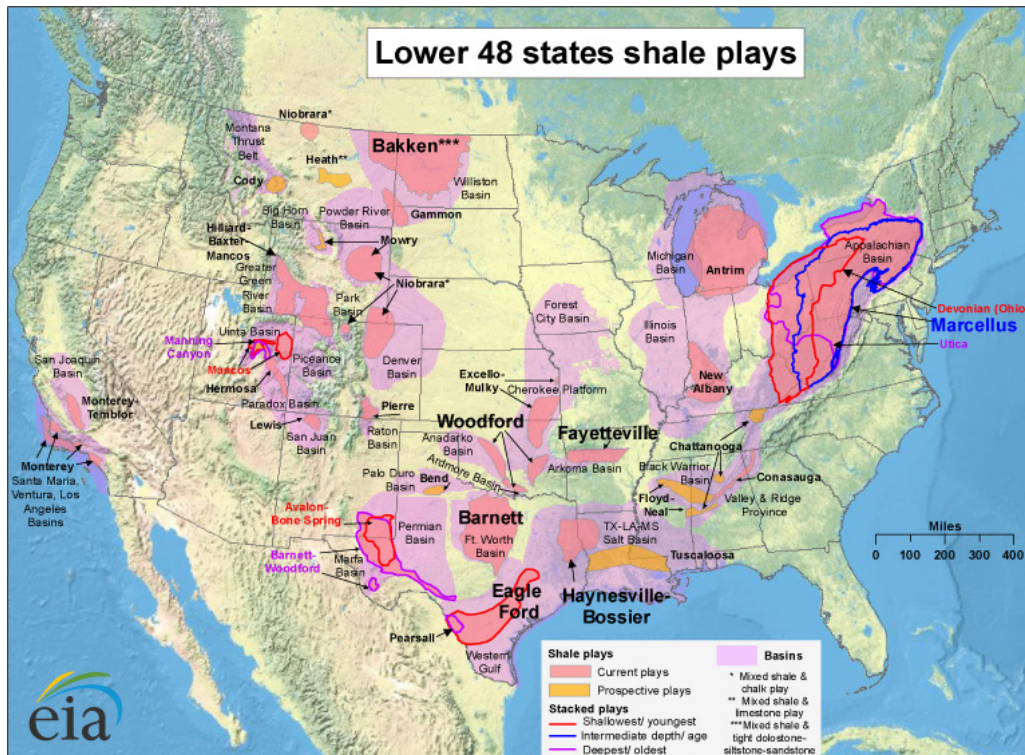 Lower 48 states shale plays
Niobrara*
Montana
Thrust
Belt
Bakken***
Heath**
Cody
Williston
Basin
Big Horn
Basin
Powder River
Basin
Gammon
Hilliard-
Baxter-
Mancos
Mowry
Greater
Green
River
Basin
Niobrara*
Park
Basin
Michigan
Basin
Antrim
Appalachian
Basin
Devonian (Ohio
Marcellus
Utica
Forest
City Basin
Illinois
Basin
Uinta Basin
Manning
Canyon
Mancos
Piceance
Basin
Denver
Basin
Hermosa
San Joaquin
Basin
Monterey-
Temblor
Paradox Basin
Lewis
San Juan
Basin
Pierre
Raton
Basin
Excello-
Mulky
Cherokee Platform
New
Albany
Woodford
Fayetteville
Anadarko
Basin
Ardmore Basin
Arkoma Basin
Chattanooga
Black Warrior
Basin
Conasauga
Floyd-
Neal
Valley & Ridge
Province
Monterey
Santa Maria,
Ventura, Los
Angeles
Basins
Palo Duro
Basin
Bend
Avalon-
Bone Spring
Permian
Basin
Barnett
Ft. Worth
Basin
TX-LA-MS
Salt Basin
Tuscaloosa
Barnett-
Woodford
Marfa
Basin
Eagle
Ford
Haynesville-
Bossier
Pearsall
Western
Gulf
Miles
0 100 200 300 400
Shale plays
Current plays
Prospective plays
Stacked plays
Shallowest/ youngest
Intermediate depth/ age
Deepest/ oldest
Basins
* Mixed shale &
chalk play
** Mixed shale &
limestone play
***Mixed shale &
tight dolostone-
siltstone-sandstone
eia